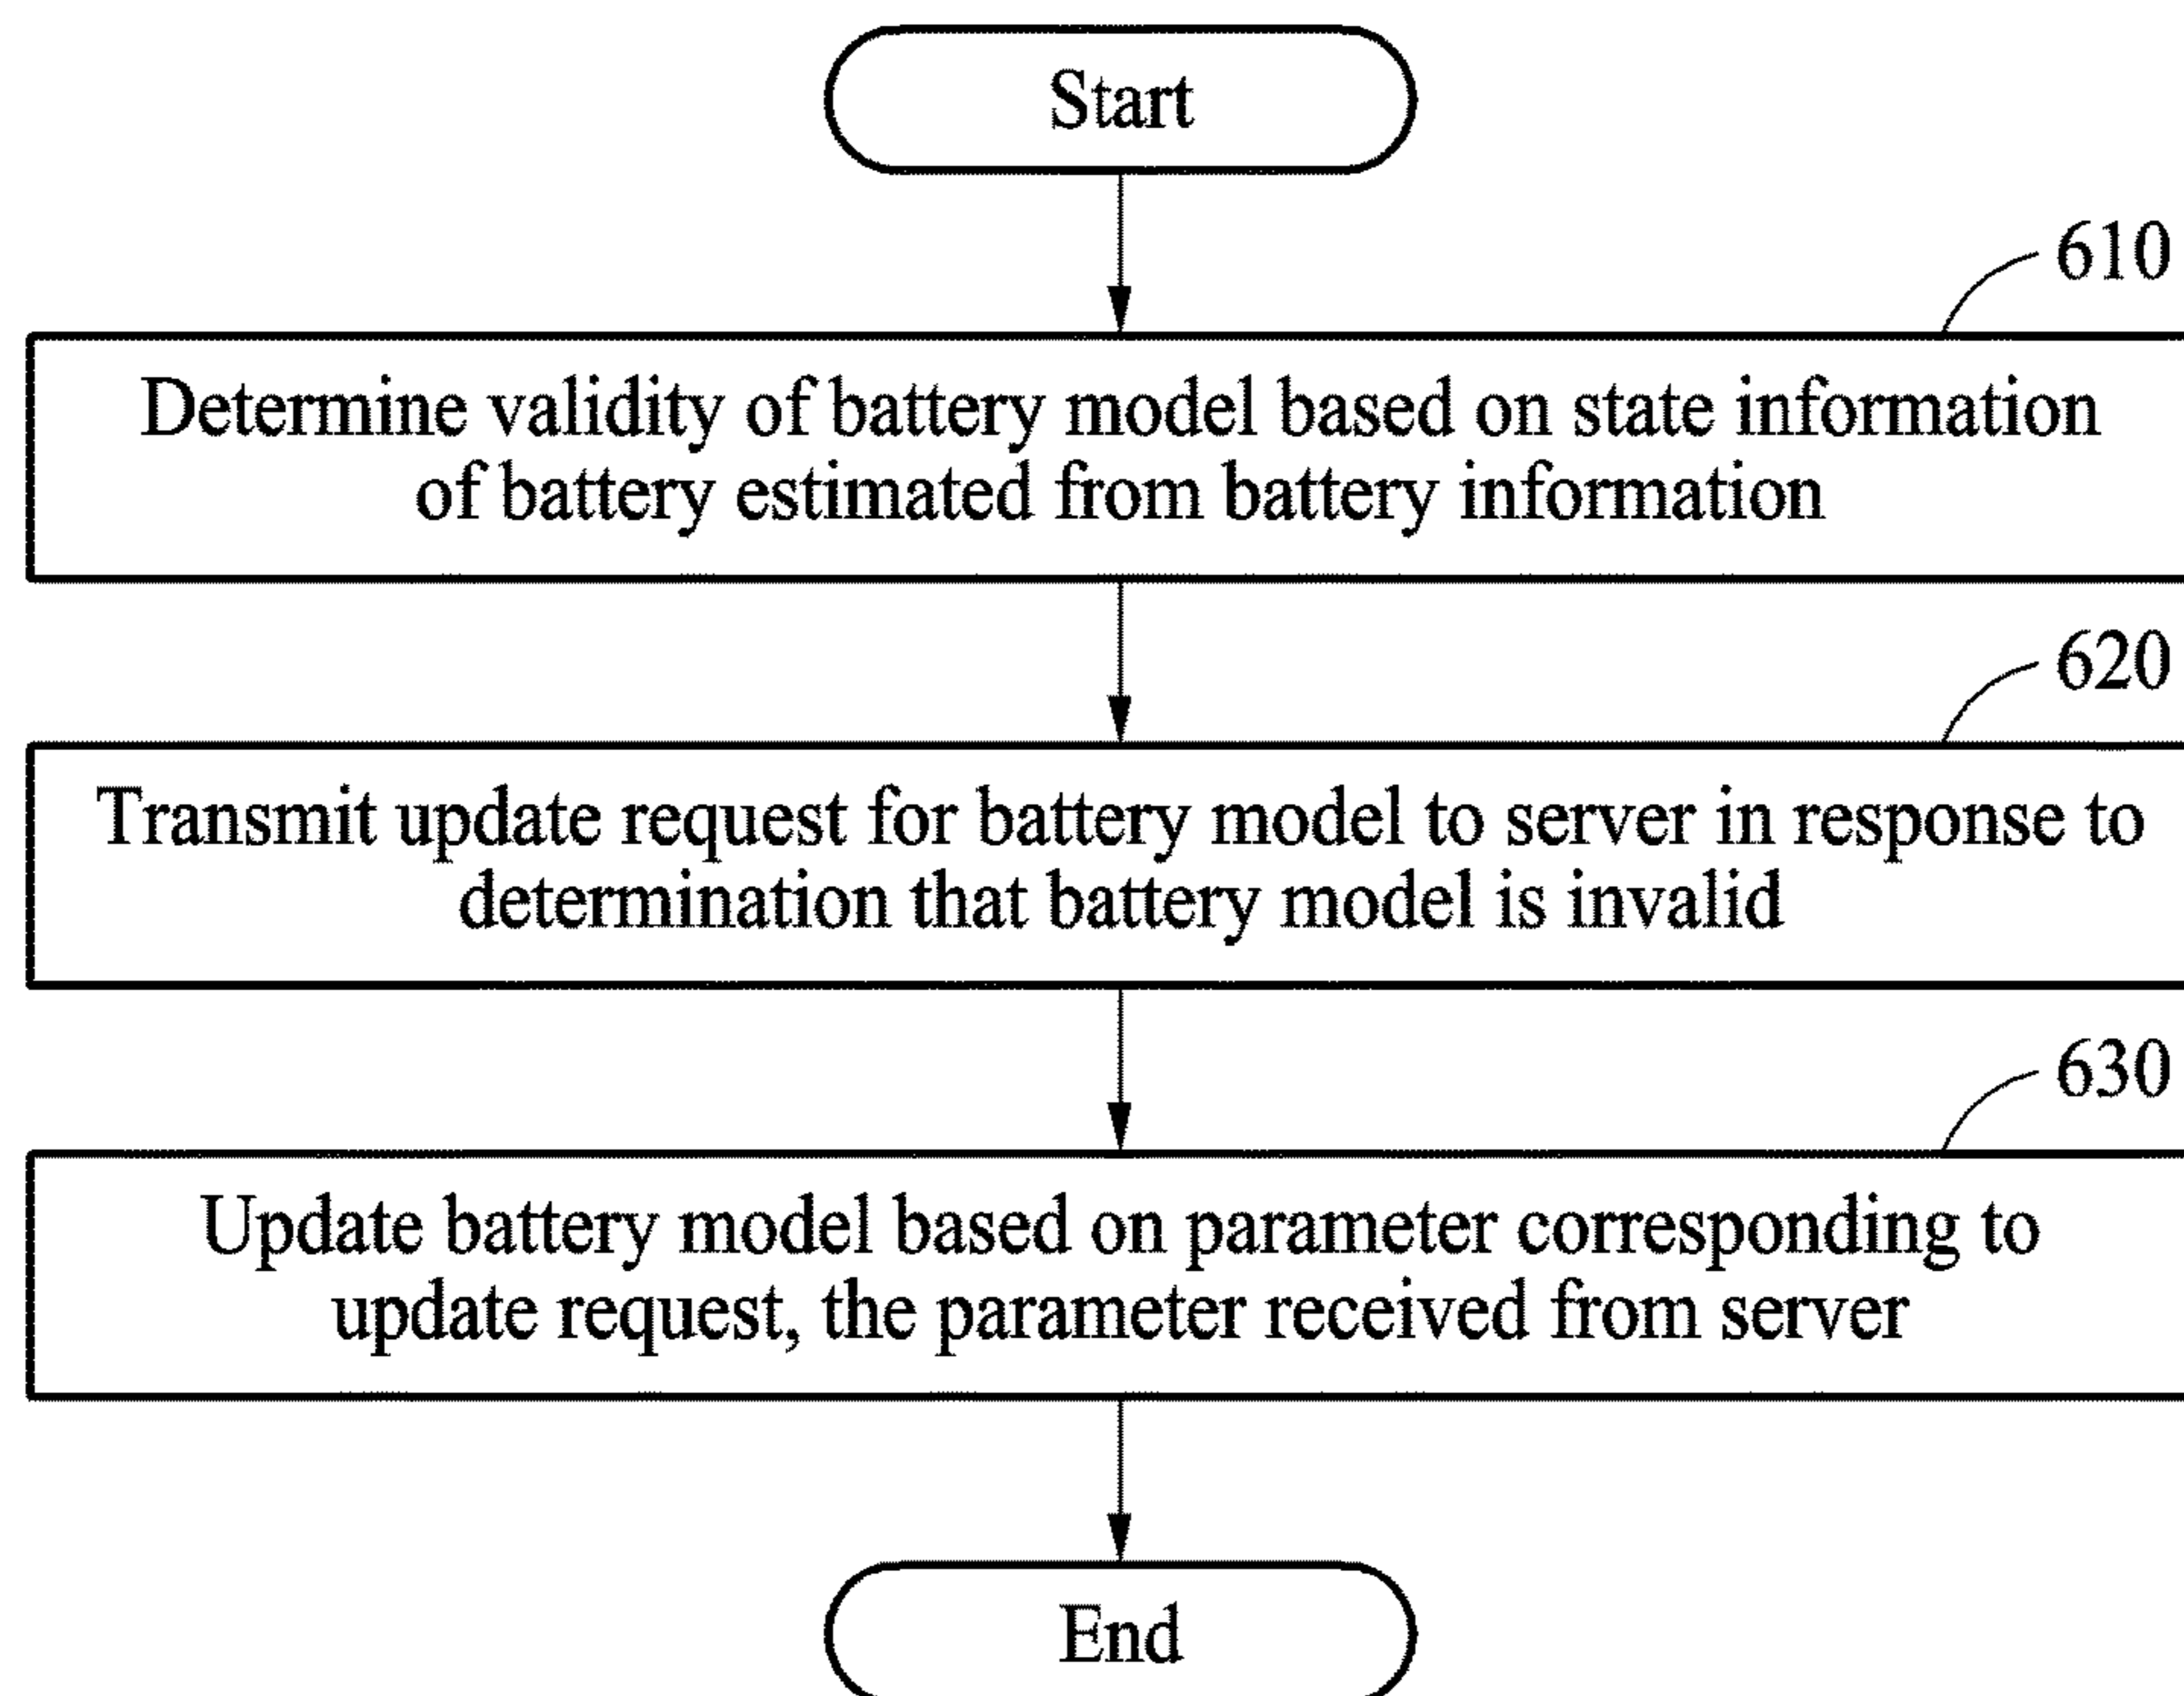 Start
610
Determine validity of battery model based on state information
of battery estimated from battery information
620
Transmit update request for battery model to server in response to
determination that battery model is invalid
630
Update battery model based on parameter corresponding to
update request, the parameter received from server
End